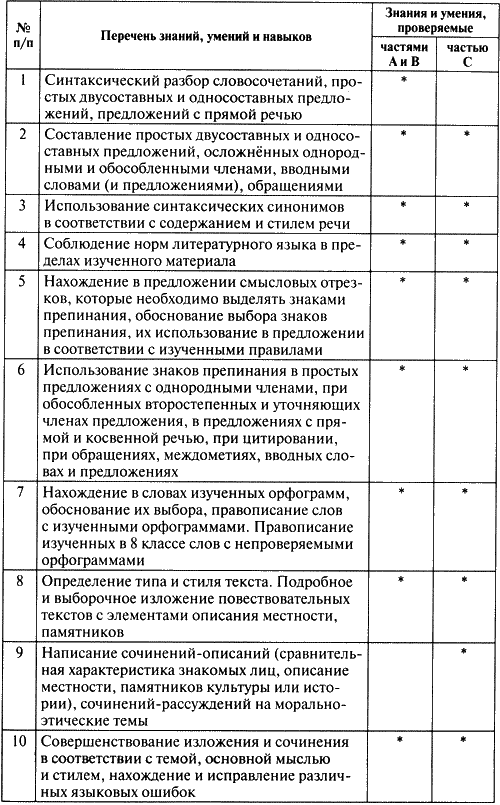 №
п/п
Перечень знаний, умений и навыков
Знания и умения,
проверяемые
частями
А и В
частью
С
1 Синтаксический разбор словосочетаний, про- *
стых двусоставных и односоставных предло-
жений, предложений с прямой речью
2 Составление простых двусоставных и односо- * *
ставных предложений, осложнённых однород-
ными и обособленными членами, вводными
словами (и предложениями), обращениями
3 Использование синтаксических синонимов * *
в соответствии с содержанием и стилем речи
4 Соблюдение норм литературного языка в пре- * *
делах изученного материала
5 Нахождение в предложении смысловых отрез- * *
ков, которые необходимо выделять знаками
препинания, обоснование выбора знаков
препинания, их использование в предложении
в соответствии с изученными правилами
6 Использование знаков препинания в простых * *
предложениях с однородными членами, при
обособленных второстепенных и уточняющих
членах предложения, в предложениях с пря-
мой и косвенной речью, при цитировании,
при обращениях, междометиях, вводных сло-
вах и предложениях
7 Нахождение в словах изученных орфограмм, * *
обоснование их выбора, правописание слов
с изученными орфограммами. Правописание
изученных в 8 классе слов с непроверяемыми
орфограммами
8 Определение типа и стиля текста. Подробное * *
и выборочное изложение повествовательных
текстов с элементами описания местности,
памятников
9 Написание сочинений-описаний (сравнитель- *
ная характеристика знакомых лиц, описание
местности, памятников культуры или исто-
рии), сочинений-рассуждений на морально-
этические темы
10 Совершенствование изложения и сочинения * *
в соответствии с темой, основной мыслью
и стилем, нахождение и исправление различ-
ных языковых ошибок